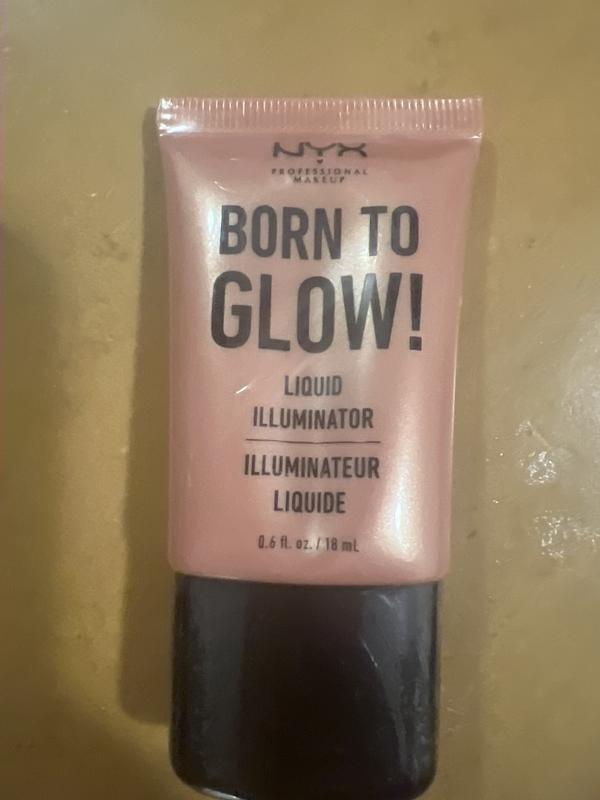 NYX
PROFESSIONAL
MAKEUP
BORN TO
GLOW!
LIQUID
ILLUMINATOR
ILLUMINATEUR
LIQUIDE
0.6 fl. oz. / 18 mL